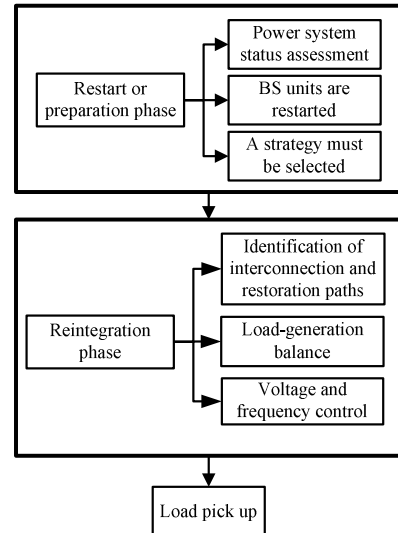 Power system
status assessment
Restart or
preparation phase
BS units are
restarted
A strategy must
be selected
Identification of
interconnection and
restoration paths
Reintegration
phase
Load-generation
balance
Voltage and
frequency control
Load pick up